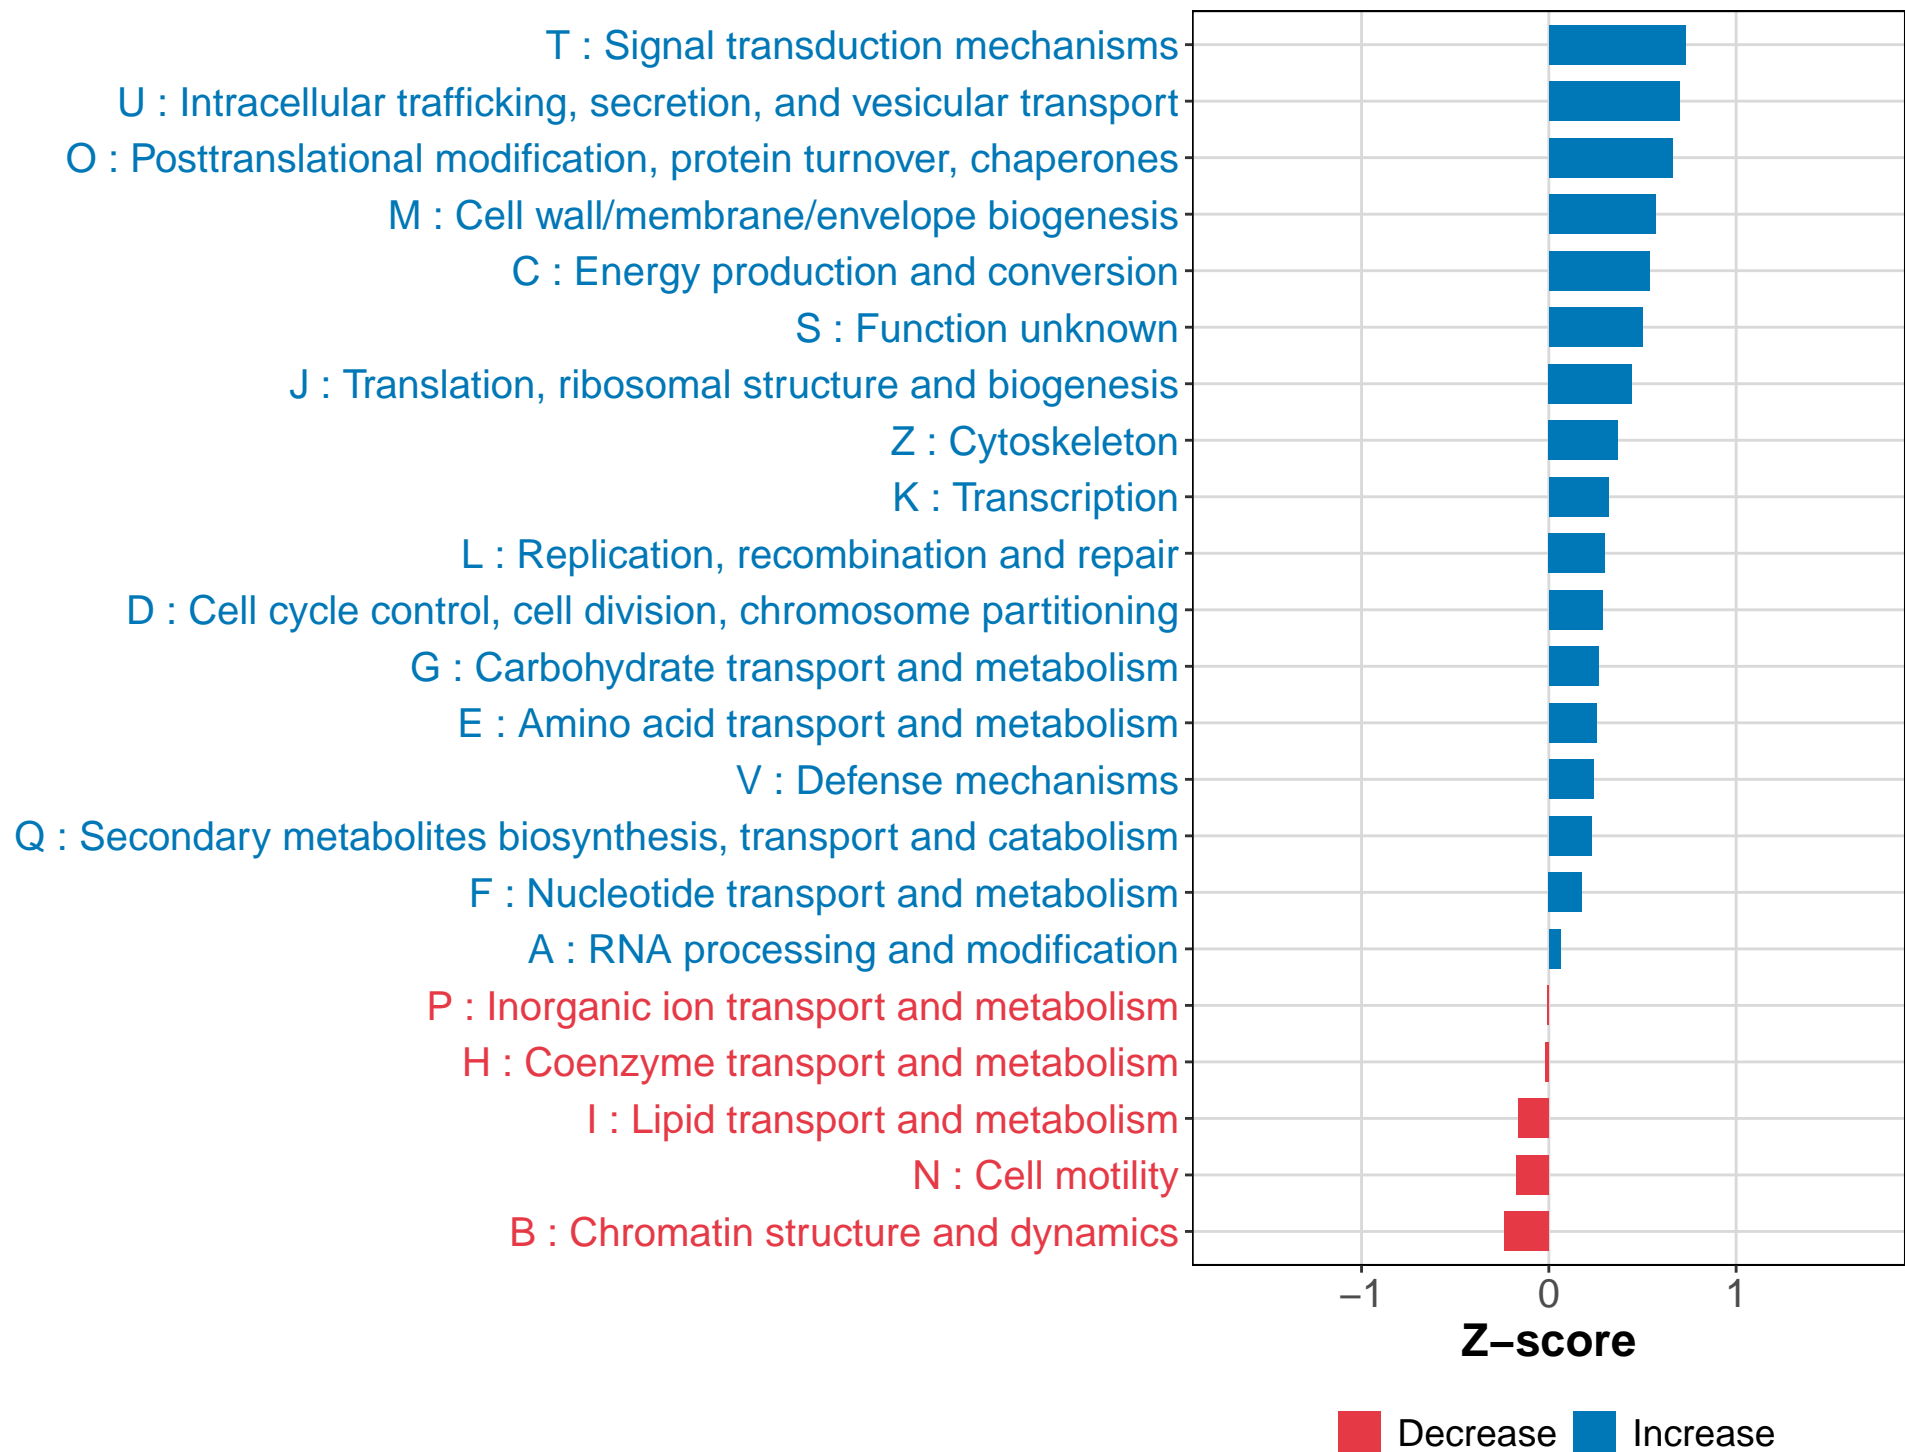 T : Signal transduction mechanisms
U : Intracellular trafficking, secretion, and vesicular transport
O : Posttranslational modification, protein turnover, chaperones
M : Cell wall/membrane/envelope biogenesis
C : Energy production and conversion
S : Function unknown
J : Translation, ribosomal structure and biogenesis
Z : Cytoskeleton
K : Transcription
L : Replication, recombination and repair
D : Cell cycle control, cell division, chromosome partitioning
G : Carbohydrate transport and metabolism
E : Amino acid transport and metabolism
V : Defense mechanisms
Q : Secondary metabolites biosynthesis, transport and catabolism
F : Nucleotide transport and metabolism
A : RNA processing and modification
P : Inorganic ion transport and metabolism
H : Coenzyme transport and metabolism
I : Lipid transport and metabolism
N : Cell motility
B : Chromatin structure and dynamics
−1 0 1
Z−score
Decrease Increase